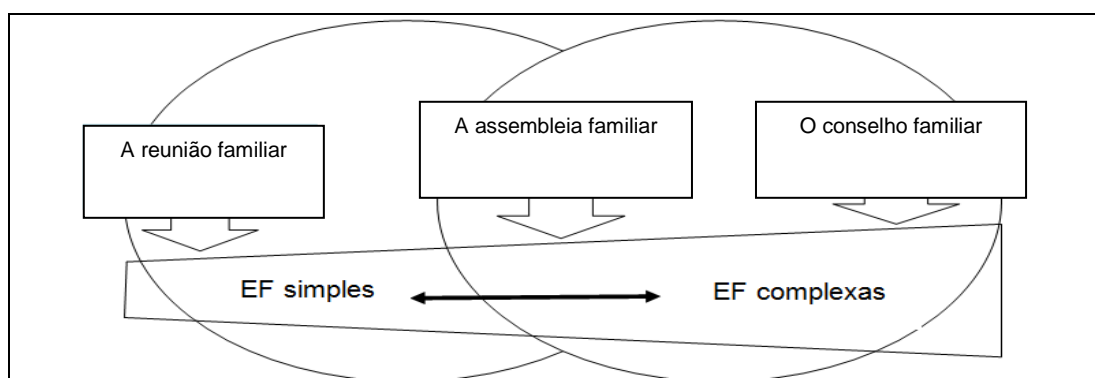 A reunião familiar
A assembleia familiar
O conselho familiar
EF simples
EF complexas